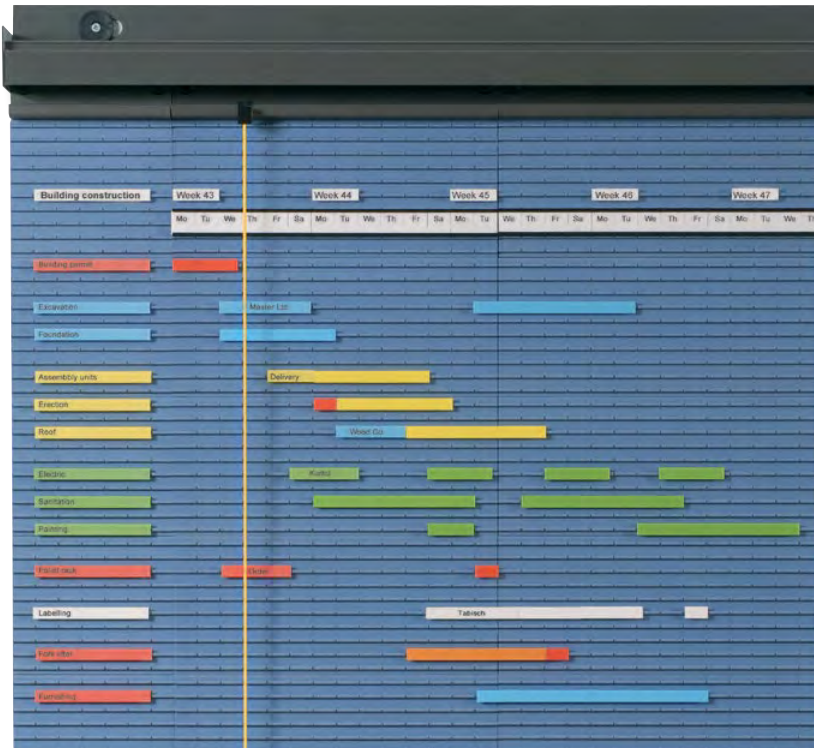 Building construction Week 43 Week 44 Week 45 Week 46 Week 47
Mo Tu We Th Fr Sa Mo Tu We Th Fr Sa Mo Tu We Th Fr Sa Mo Tu We Th Fr Sa Mo Tu We Th
Building permit
Excavation Master Ltd.
Foundation
Assembly units Delivery
Erection
Roof Wood Co
Electric
Sanitation
Painting
Labelling
Furnishing